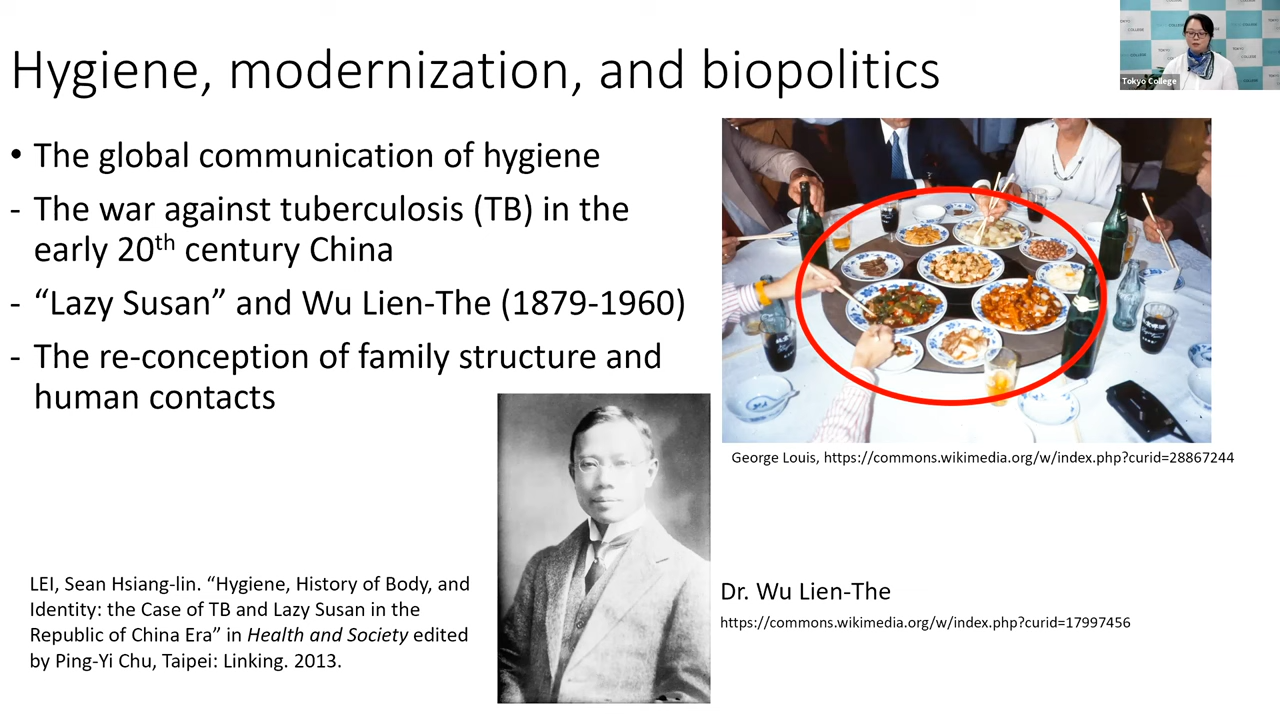 Hygiene, modernization, and biopolitics
• The global communication of hygiene
- The war against tuberculosis (TB) in the
early 20th century China
- “Lazy Susan” and Wu Lien-The (1879-1960)
- The re-conception of family structure and
human contacts
LEI, Sean Hsiang-lin. “Hygiene, History of Body, and
Identity: the Case of TB and Lazy Susan in the
Republic of China Era” in Health and Society edited
by Ping-Yi Chu, Taipei: Linking. 2013.
George Louis, https://commons.wikimedia.org/w/index.php?curid=28867244
Dr. Wu Lien-The
https://commons.wikimedia.org/w/index.php?curid=17997456
Tokyo College